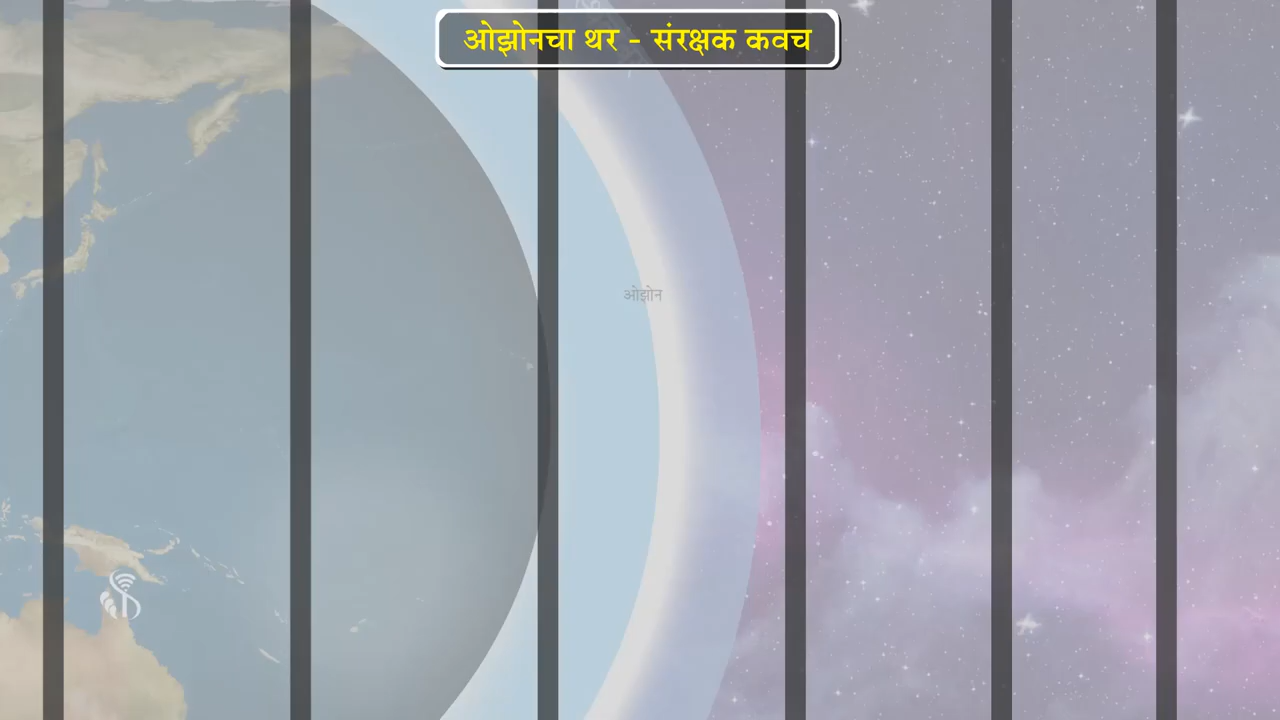 ओझोनचा थर - संरक्षक कवच
ओझोन